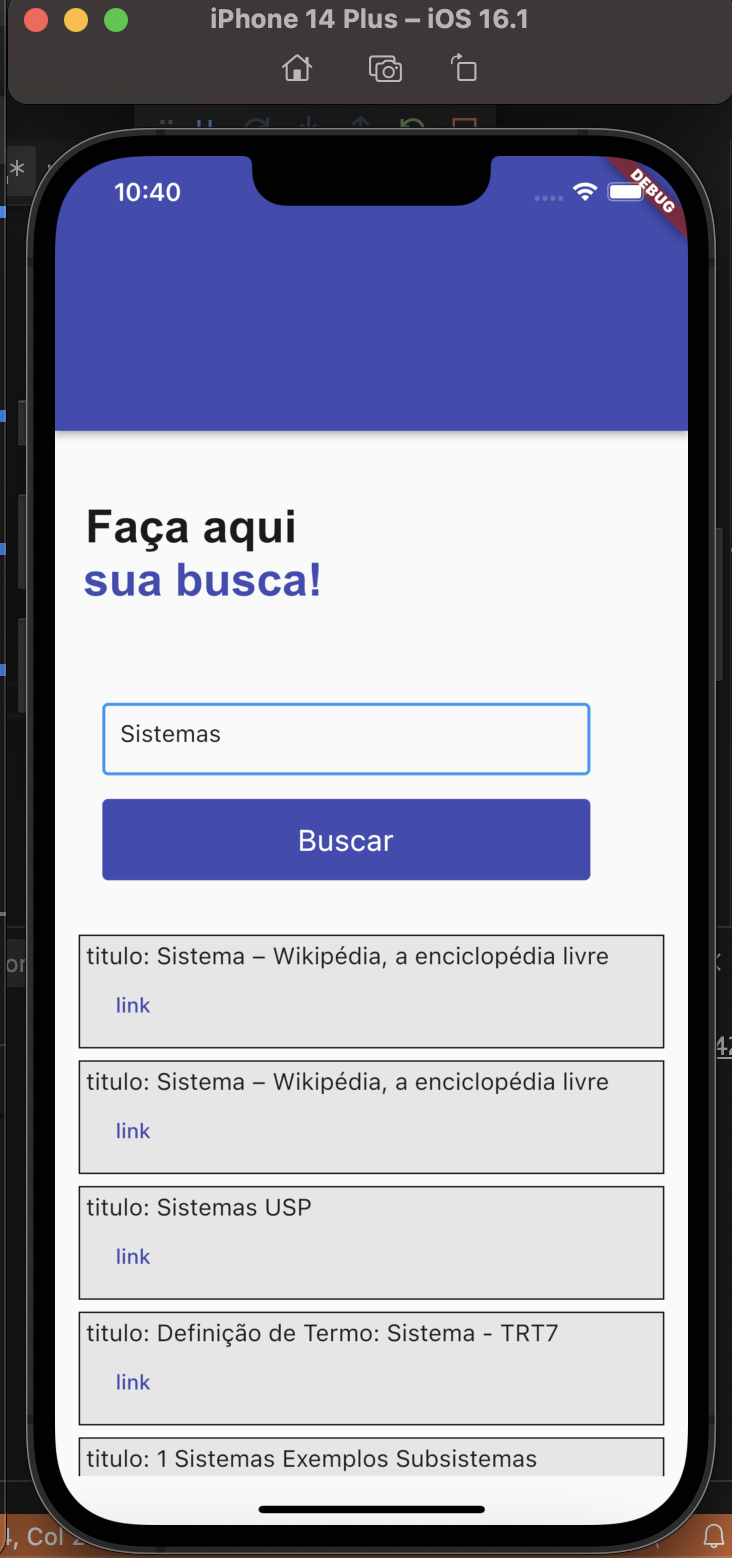 iPhone 14 Plus – iOS 16.1
10:40
DEBUG
Faça aqui
sua busca!
Sistemas
Buscar
titulo: Sistema – Wikipédia, a enciclopédia livre
link
titulo: Sistema – Wikipédia, a enciclopédia livre
link
titulo: Sistemas USP
link
titulo: Definição de Termo: Sistema - TRT7
link
titulo: 1 Sistemas Exemplos Subsistemas
, Col